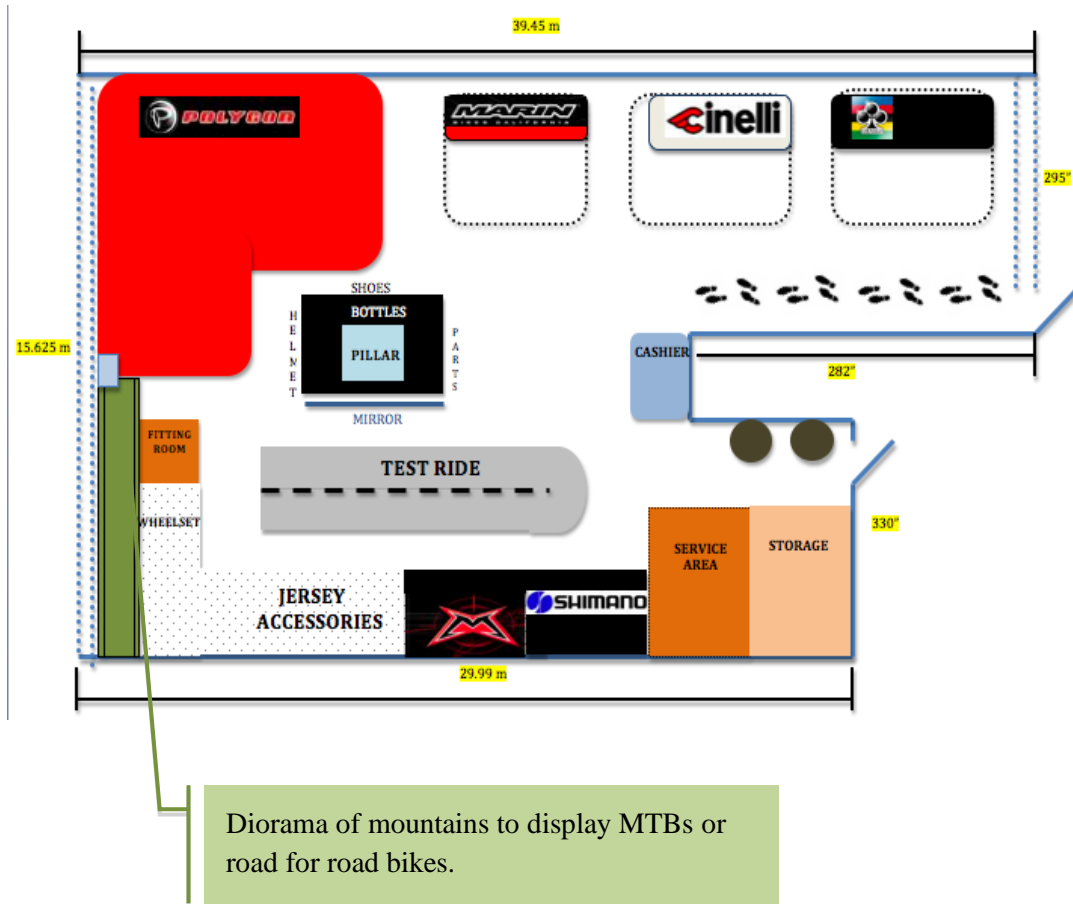 39.45 m
POLYGON
MARIN
Cinelli
295"
SHOES
HELMET
BOTTLES
PILLAR
PARTS
15.625 m
CASHIER
282"
MIRROR
FITTING
ROOM
TEST RIDE
WHEELSET
330"
SERVICE
AREA
STORAGE
JERSEY
ACCESSORIES
SHIMANO
29.99 m
Diorama of mountains to display MTBs or
road for road bikes.